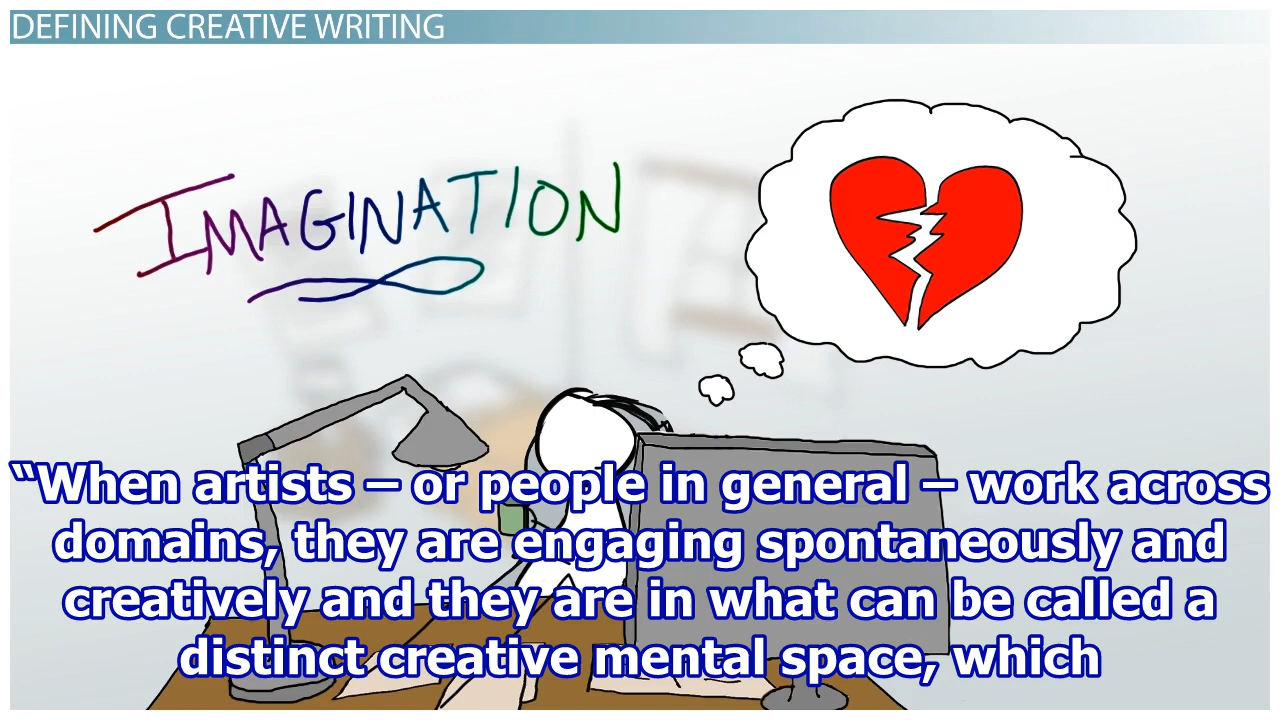 DEFINING CREATIVE WRITING
IMAGINATION
“When artists – or people in general – work across
domains, they are engaging spontaneously and
creatively and they are in what can be called a
distinct creative mental space, which